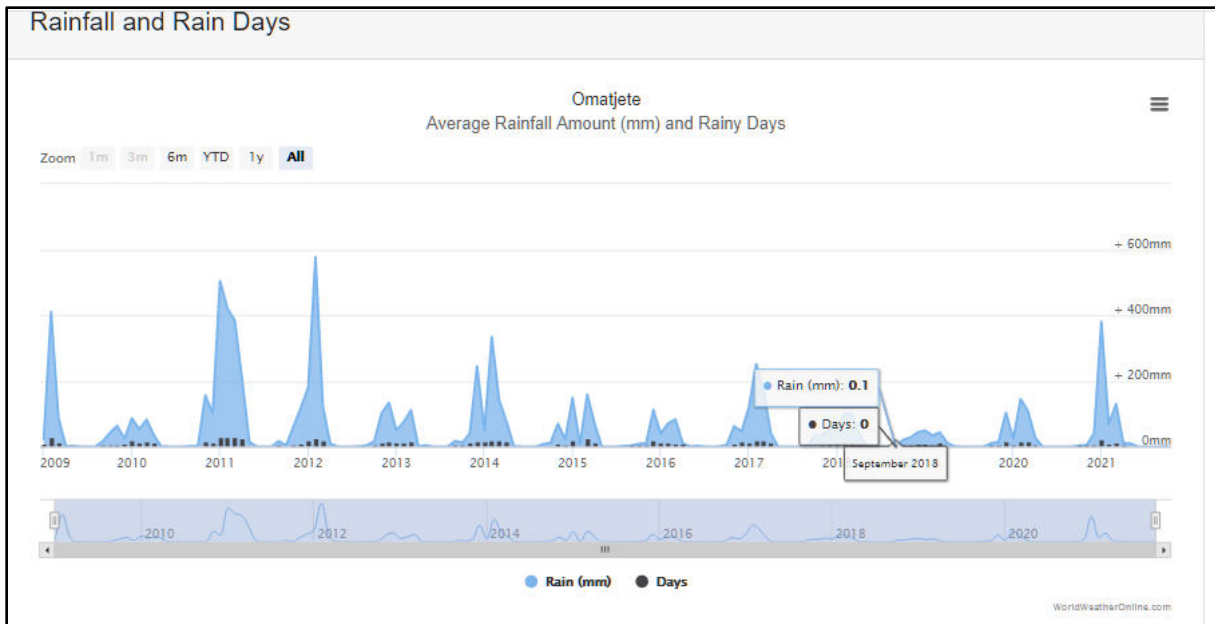 Rainfall and Rain Days
Omatjete
Average Rainfall Amount (mm) and Rainy Days
Zoom 1m 3m 6m YTD 1y All
+ 600mm
+ 400mm
+ 200mm
Rain (mm): 0.1
Days: 0
0mm
2009 2010 2011 2012 2013 2014 2015 2016 2017 September 2018 2020 2021
2010 2012 2014 2016 2018 2020
Rain (mm) Days
WorldWeatherOnline.com